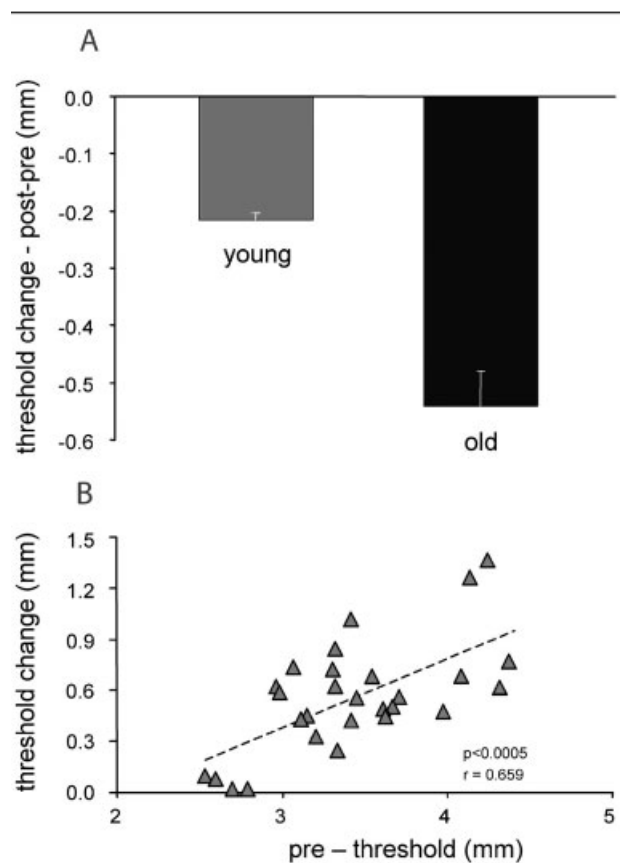 A
threshold change - post-pre (mm)
0.0
-0.1
-0.2
-0.3
-0.4
-0.5
-0.6
young
old
B
threshold change (mm)
1.5
1.2
0.9
0.6
0.3
0.0
p<0.0005
r = 0.659
2 3 4 5
pre – threshold (mm)